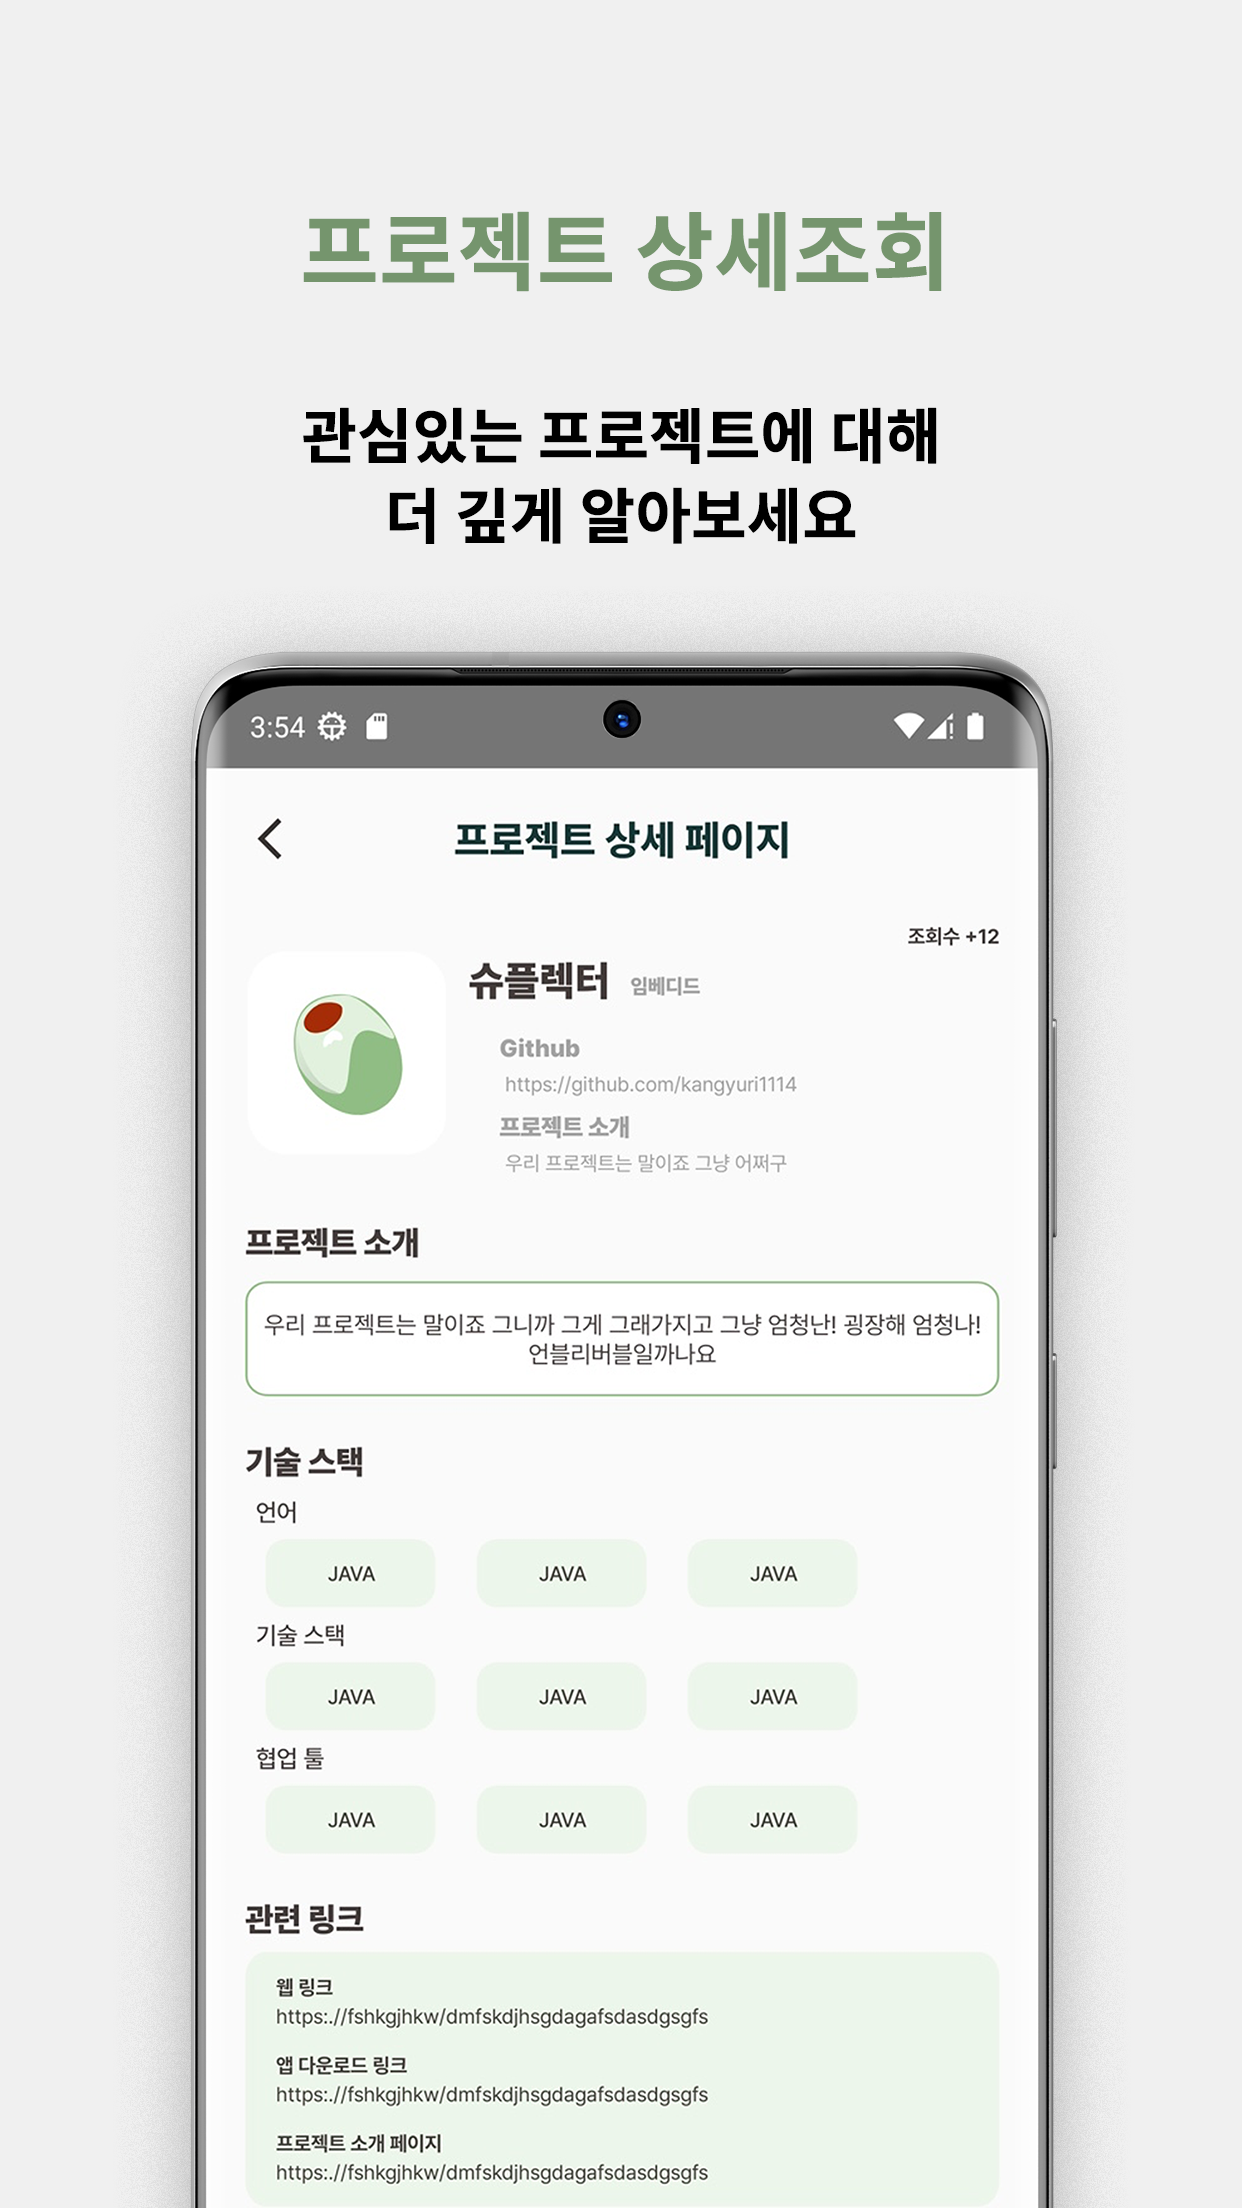 프로젝트 상세조회
관심있는 프로젝트에 대해
더 깊게 알아보세요
3:54
프로젝트 상세 페이지
조회수 +12
슈플렉터 임베디드
Github
https://github.com/kangyuri1114
프로젝트 소개
우리 프로젝트는 말이죠 그냥 어쩌구
프로젝트 소개
우리 프로젝트는 말이죠 그니까 그게 그래가지고 그냥 엄청난! 굉장해 엄청나!
언블리버블일까나요
기술 스택
언어
JAVA JAVA JAVA
기술 스택
JAVA JAVA JAVA
협업 툴
JAVA JAVA JAVA
관련 링크
웹 링크
https:.//fshkgjhkw/dmfskdjhsgdagafsdasdgsgfs
앱 다운로드 링크
https:.//fshkgjhkw/dmfskdjhsgdagafsdasdgsgfs
프로젝트 소개 페이지
https:.//fshkgjhkw/dmfskdjhsgdagafsdasdgsgfs